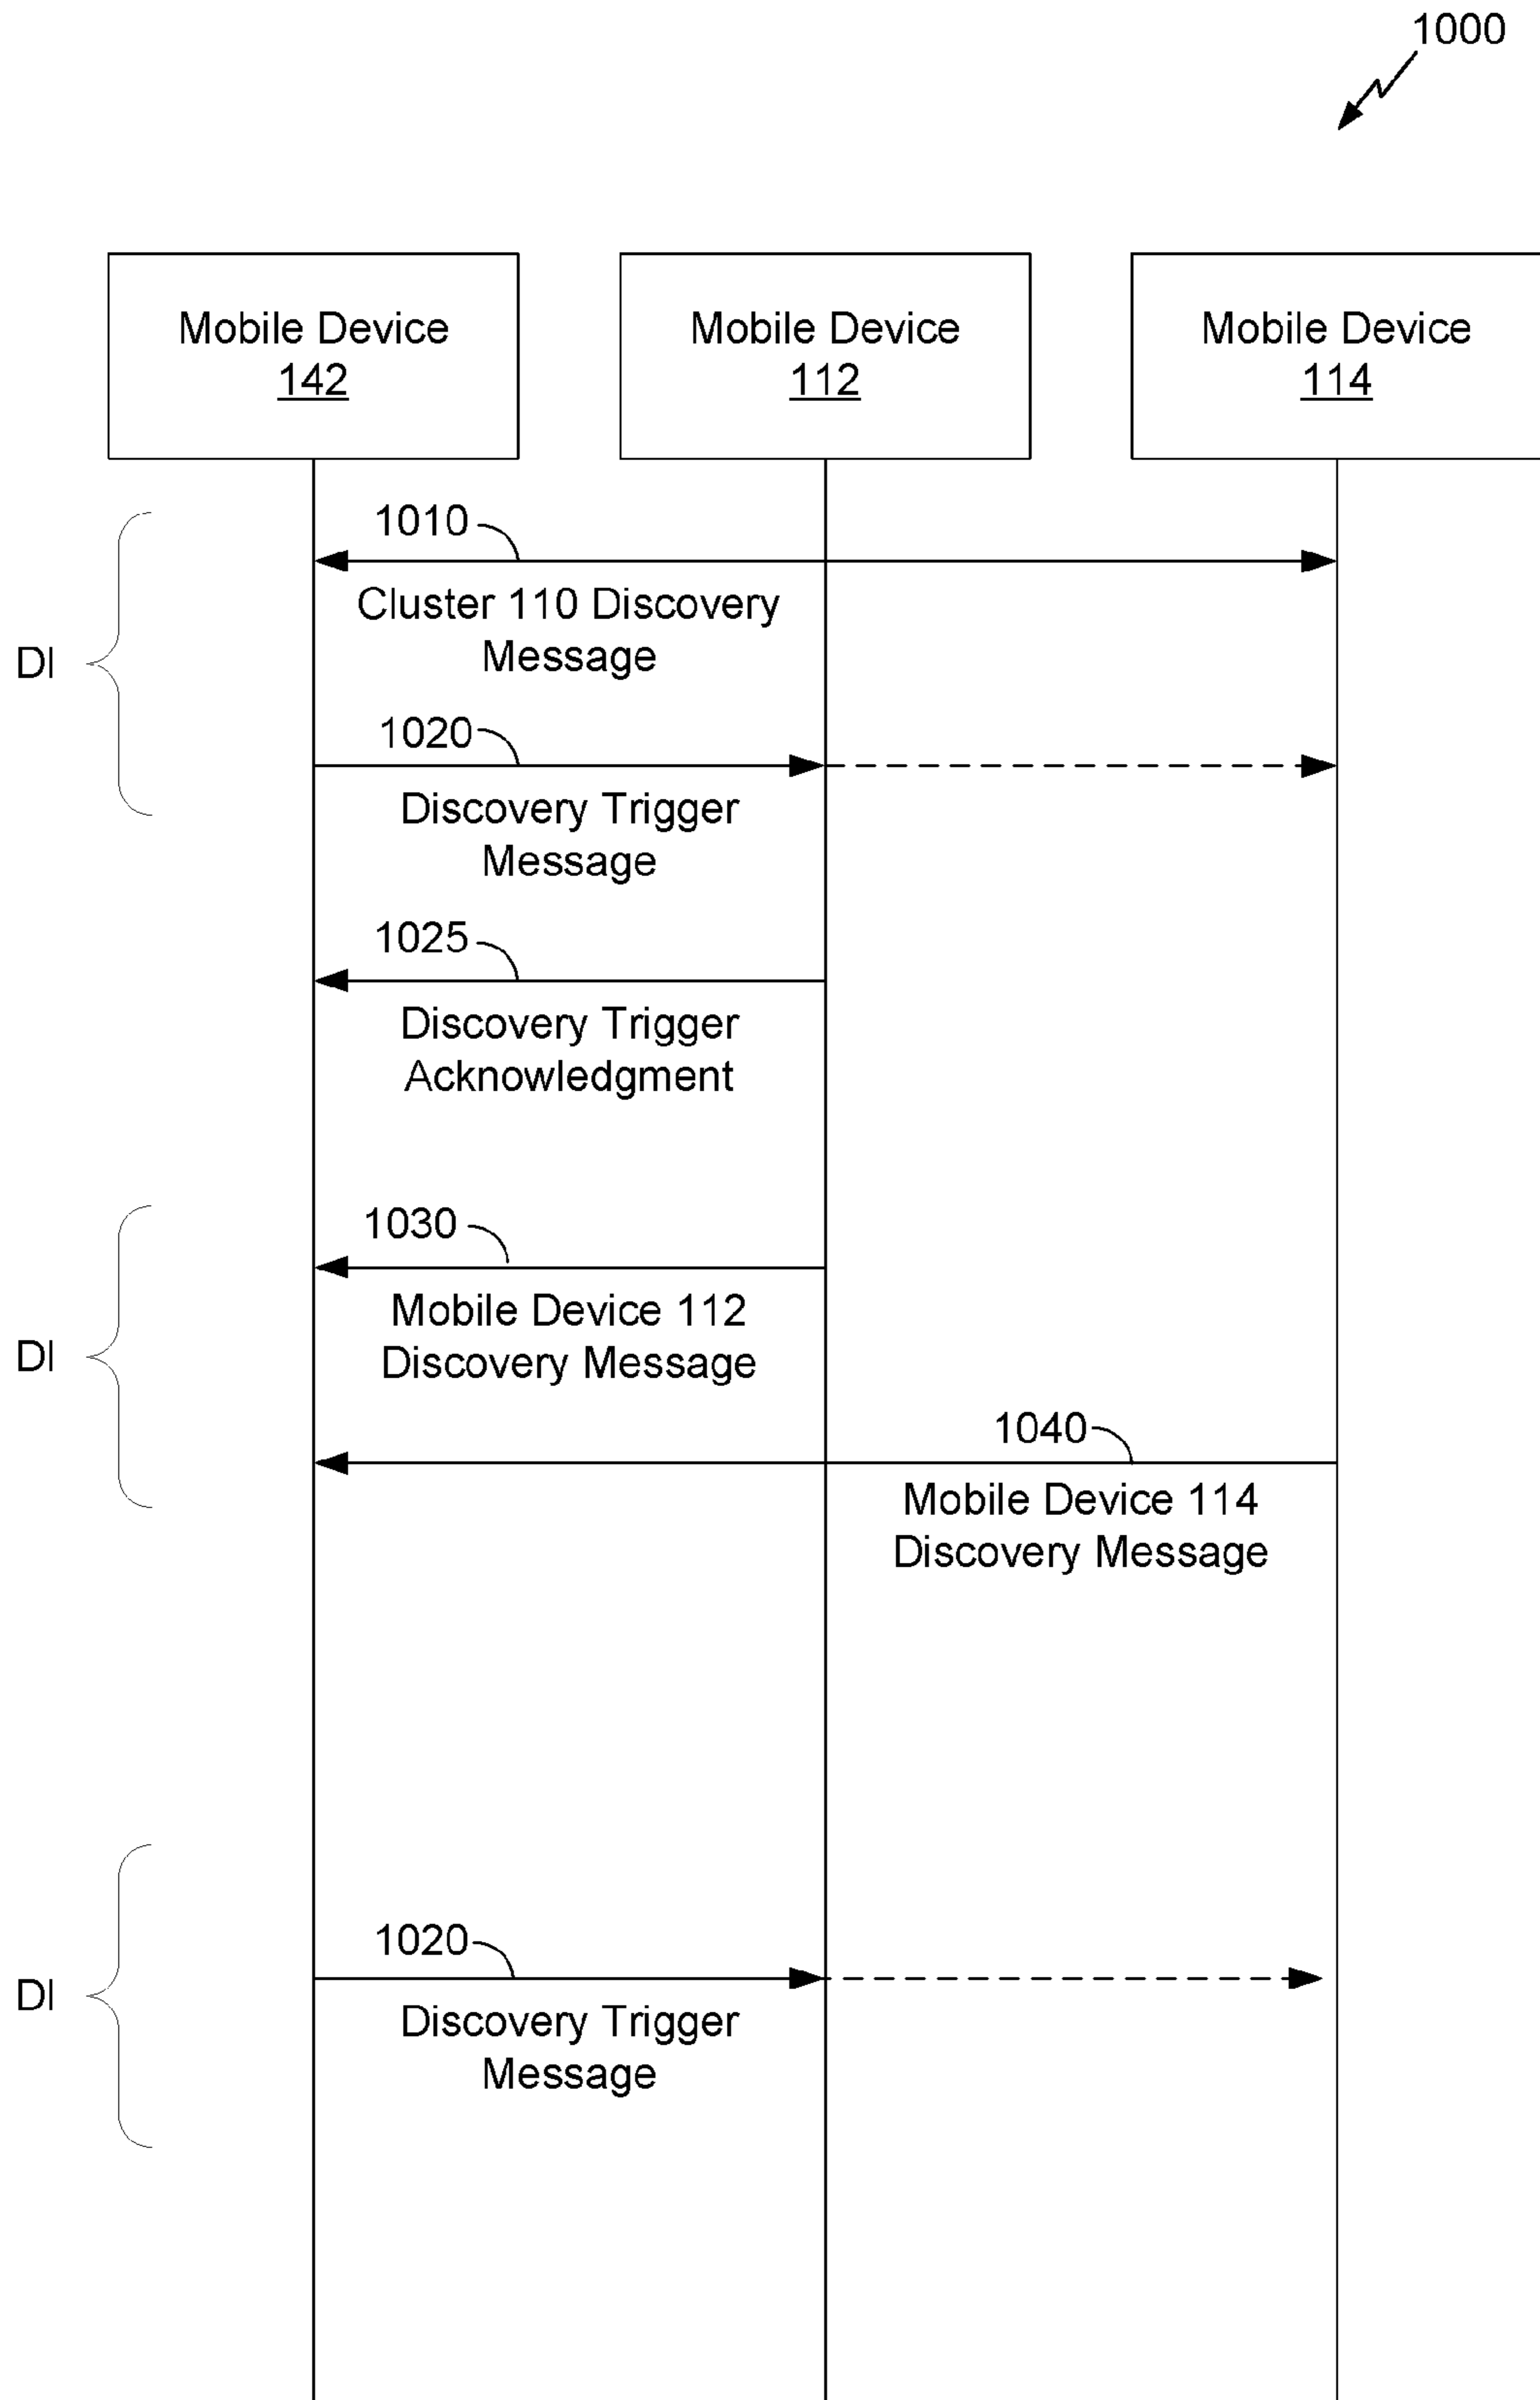 1000
Mobile Device
142
Mobile Device
112
Mobile Device
114
1010
Cluster 110 Discovery
Message
DI
1020
Discovery Trigger
Message
1025
Discovery Trigger
Acknowledgment
1030
Mobile Device 112
Discovery Message
DI
1040
Mobile Device 114
Discovery Message
1020
DI
Discovery Trigger
Message